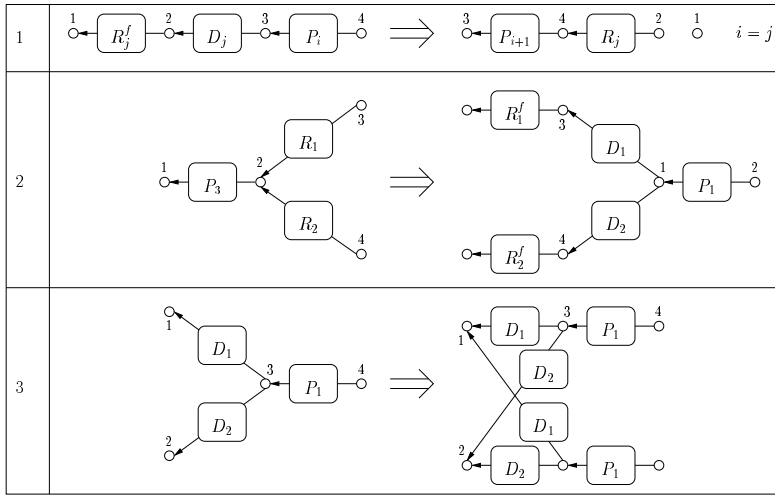 1 2 3 4 3 4 2 1
1 R_j^f D_j P_i ⇒ P_{i+1} R_j i = j
R_1^f
3 3
R_1 D_1
1 2 1 2
2 P_3 ⇒ P_1
R_2 D_2
4 4
R_2^f
3 4
1 D_1 P_1
D_1 1
3 4 D_2
3 P_1 ⇒
D_2 D_1
2 2
D_2 P_1